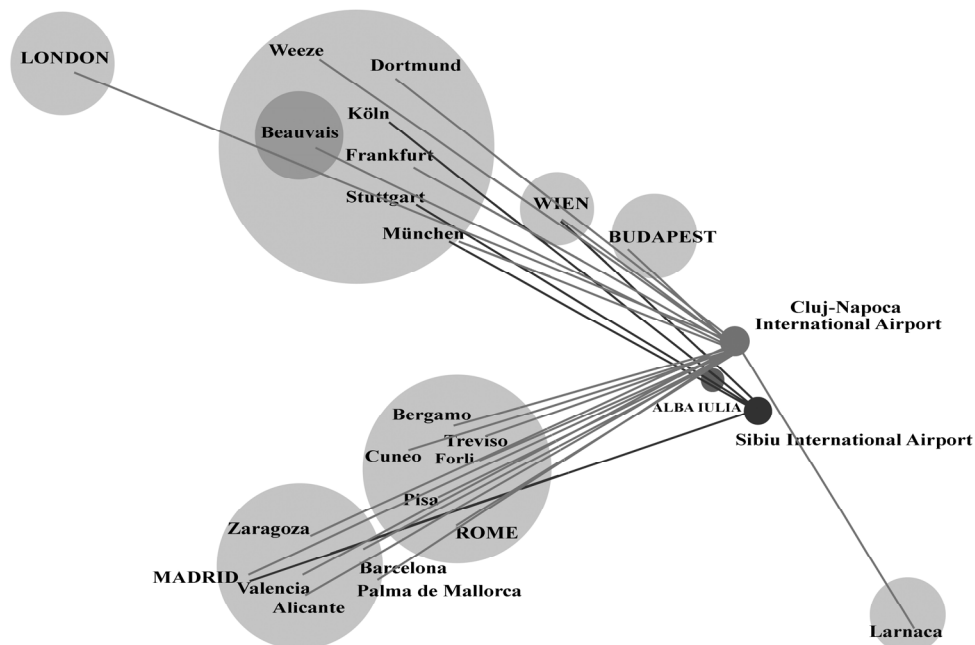 Weeze
LONDON
Dortmund
Köln
Beauvais
Frankfurt
Stuttgart
WIEN
München
BUDAPEST
Cluj-Napoca
International Airport
ALBA IULIA
Bergamo
Treviso
Sibiu International Airport
Cuneo
Forli
Pisa
Zaragoza
ROME
Barcelona
MADRID
Valencia
Palma de Mallorca
Alicante
Larnaca